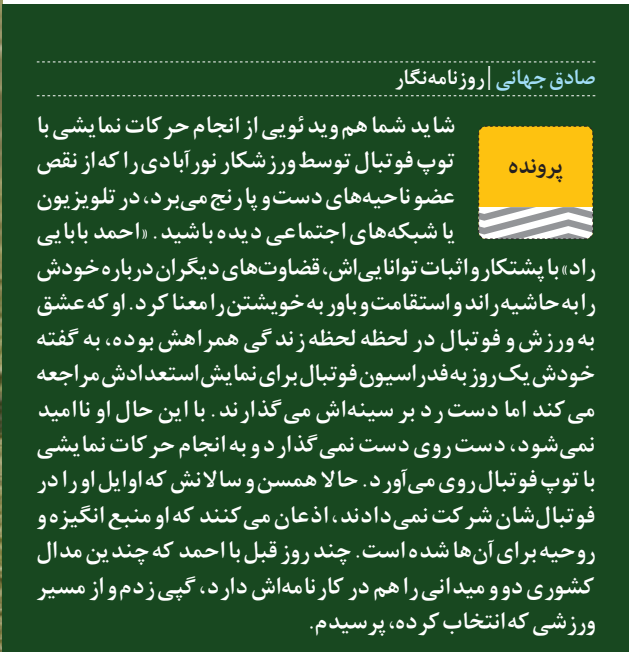 صادق جهانی | روزنامه‌نگار
پرونده
شاید شما هم ویدئویی از انجام حرکات نمایشی با
توپ فوتبال توسط ورزشکار نورآبادی را که از نقص
عضو ناحیه‌های دست و پا رنج می‌برد، در تلویزیون
یا شبکه‌های اجتماعی دیده باشید. «احمد بابایی
راد» با پشتکار و اثبات توانایی‌اش، قضاوت‌های دیگران درباره خودش
را به حاشیه راند و استقامت و باور به خویشتن را معنا کرد. او که عشق
به ورزش و فوتبال در لحظه لحظه زندگی همراهش بوده، به گفته
خودش یک روز به فدراسیون فوتبال برای نمایش استعدادش مراجعه
می‌کند اما دست رد بر سینه‌اش می‌گذارند. با این حال او ناامید
نمی‌شود، دست روی دست نمی‌گذارد و به انجام حرکات نمایشی
با توپ فوتبال روی می‌آورد. حالا همسن و سالانش که اوایل او را در
فوتبال‌شان شرکت نمی‌دادند، اذعان می‌کنند که او منبع انگیزه و
روحیه برای آن‌ها شده است. چند روز قبل با احمد که چندین مدال
کشوری دوومیدانی را هم در کارنامه‌اش دارد، گپی زدم و از مسیر
ورزشی که انتخاب کرده، پرسیدم.